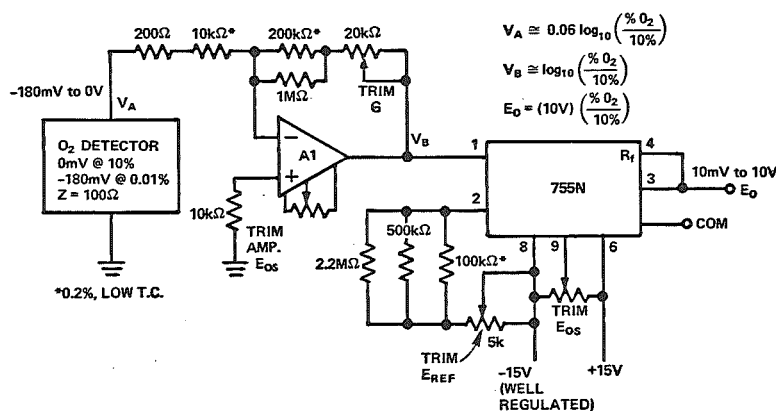 200Ω
10kΩ*
200kΩ*
20kΩ
1MΩ
TRIM
G
-180mV to 0V
V_A
O₂ DETECTOR
0mV @ 10%
-180mV @ 0.01%
Z = 100Ω
10kΩ
TRIM
AMP.
E_OS
*0.2%, LOW T.C.
A1
−
+
V_B
V_A ≅ 0.06 log₁₀ (% O₂ / 10%)
V_B ≅ log₁₀ (% O₂ / 10%)
E_O = (10V) (% O₂ / 10%)
1
2
755N
R_f
4
3
8
9
6
10mV to 10V
E_O
COM
2.2MΩ
500kΩ
100kΩ*
5k
TRIM
E_REF
TRIM
E_OS
-15V
(WELL
REGULATED)
+15V